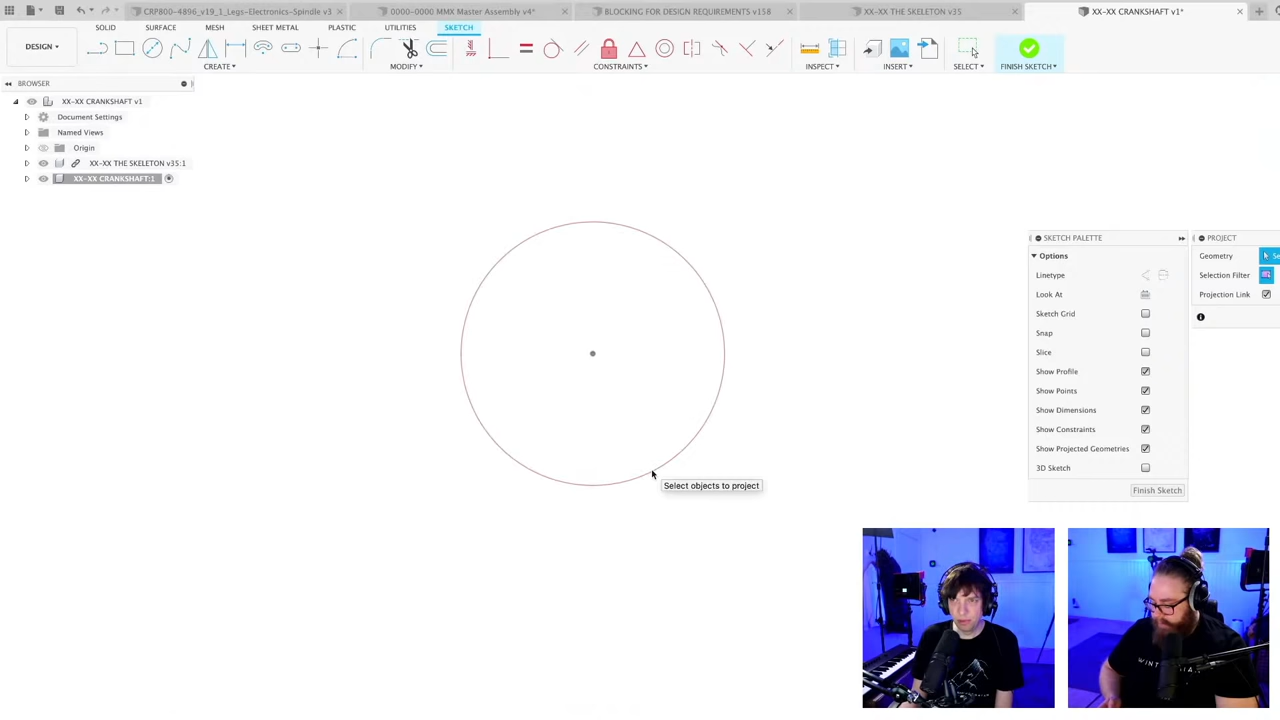 CRP800-4896_v19_1_Legs-Electronics-Spindle v3
0000-0000 MMX Master Assembly v4*
BLOCKING FOR DESIGN REQUIREMENTS v158
XX-XX THE SKELETON v35
XX-XX CRANKSHAFT v1*
SOLID
SURFACE
MESH
SHEET METAL
PLASTIC
UTILITIES
SKETCH
DESIGN
CREATE
MODIFY
CONSTRAINTS
INSPECT
INSERT
SELECT
FINISH SKETCH
BROWSER
XX-XX CRANKSHAFT v1
Document Settings
Named Views
Origin
XX-XX THE SKELETON v35:1
XX-XX CRANKSHAFT:1
SKETCH PALETTE
Options
Linetype
Look At
Sketch Grid
Snap
Slice
Show Profile
Show Points
Show Dimensions
Show Constraints
Show Projected Geometries
3D Sketch
Finish Sketch
PROJECT
Geometry
Selection Filter
Projection Link
Select objects to project